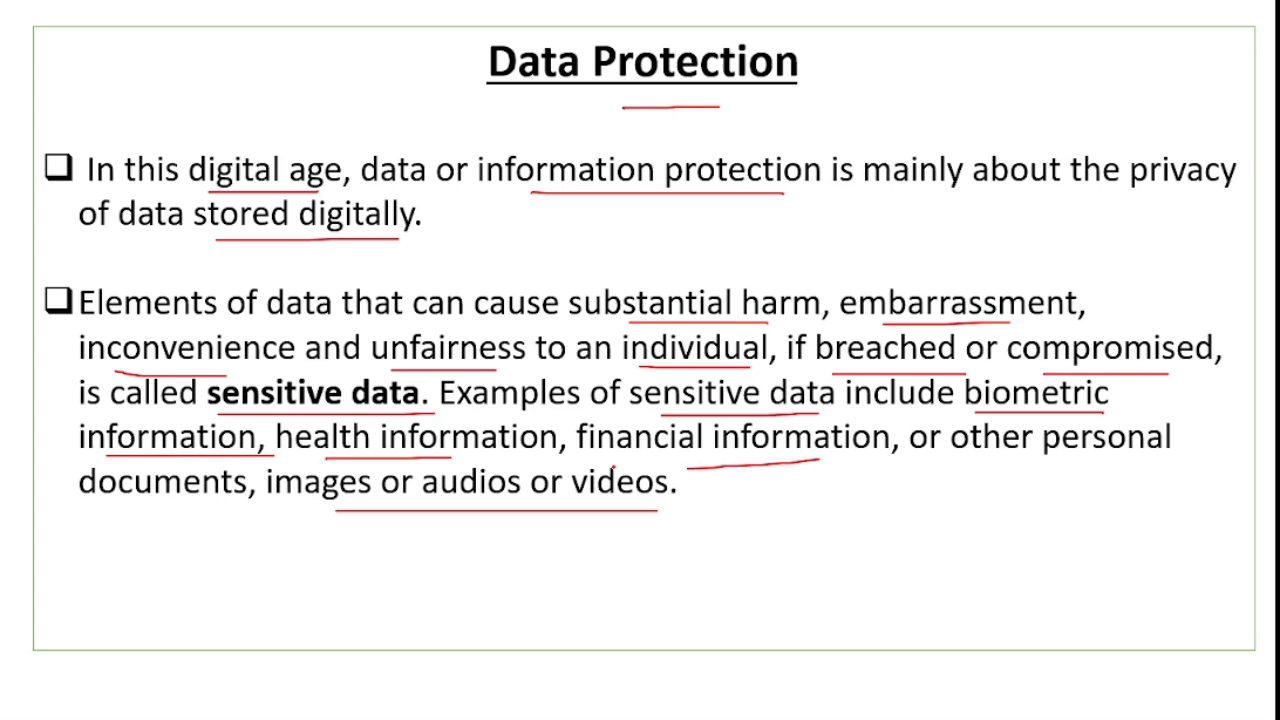 Data Protection
❑ In this digital age, data or information protection is mainly about the privacy
of data stored digitally.
❑ Elements of data that can cause substantial harm, embarrassment,
inconvenience and unfairness to an individual, if breached or compromised,
is called sensitive data. Examples of sensitive data include biometric
information, health information, financial information, or other personal
documents, images or audios or videos.